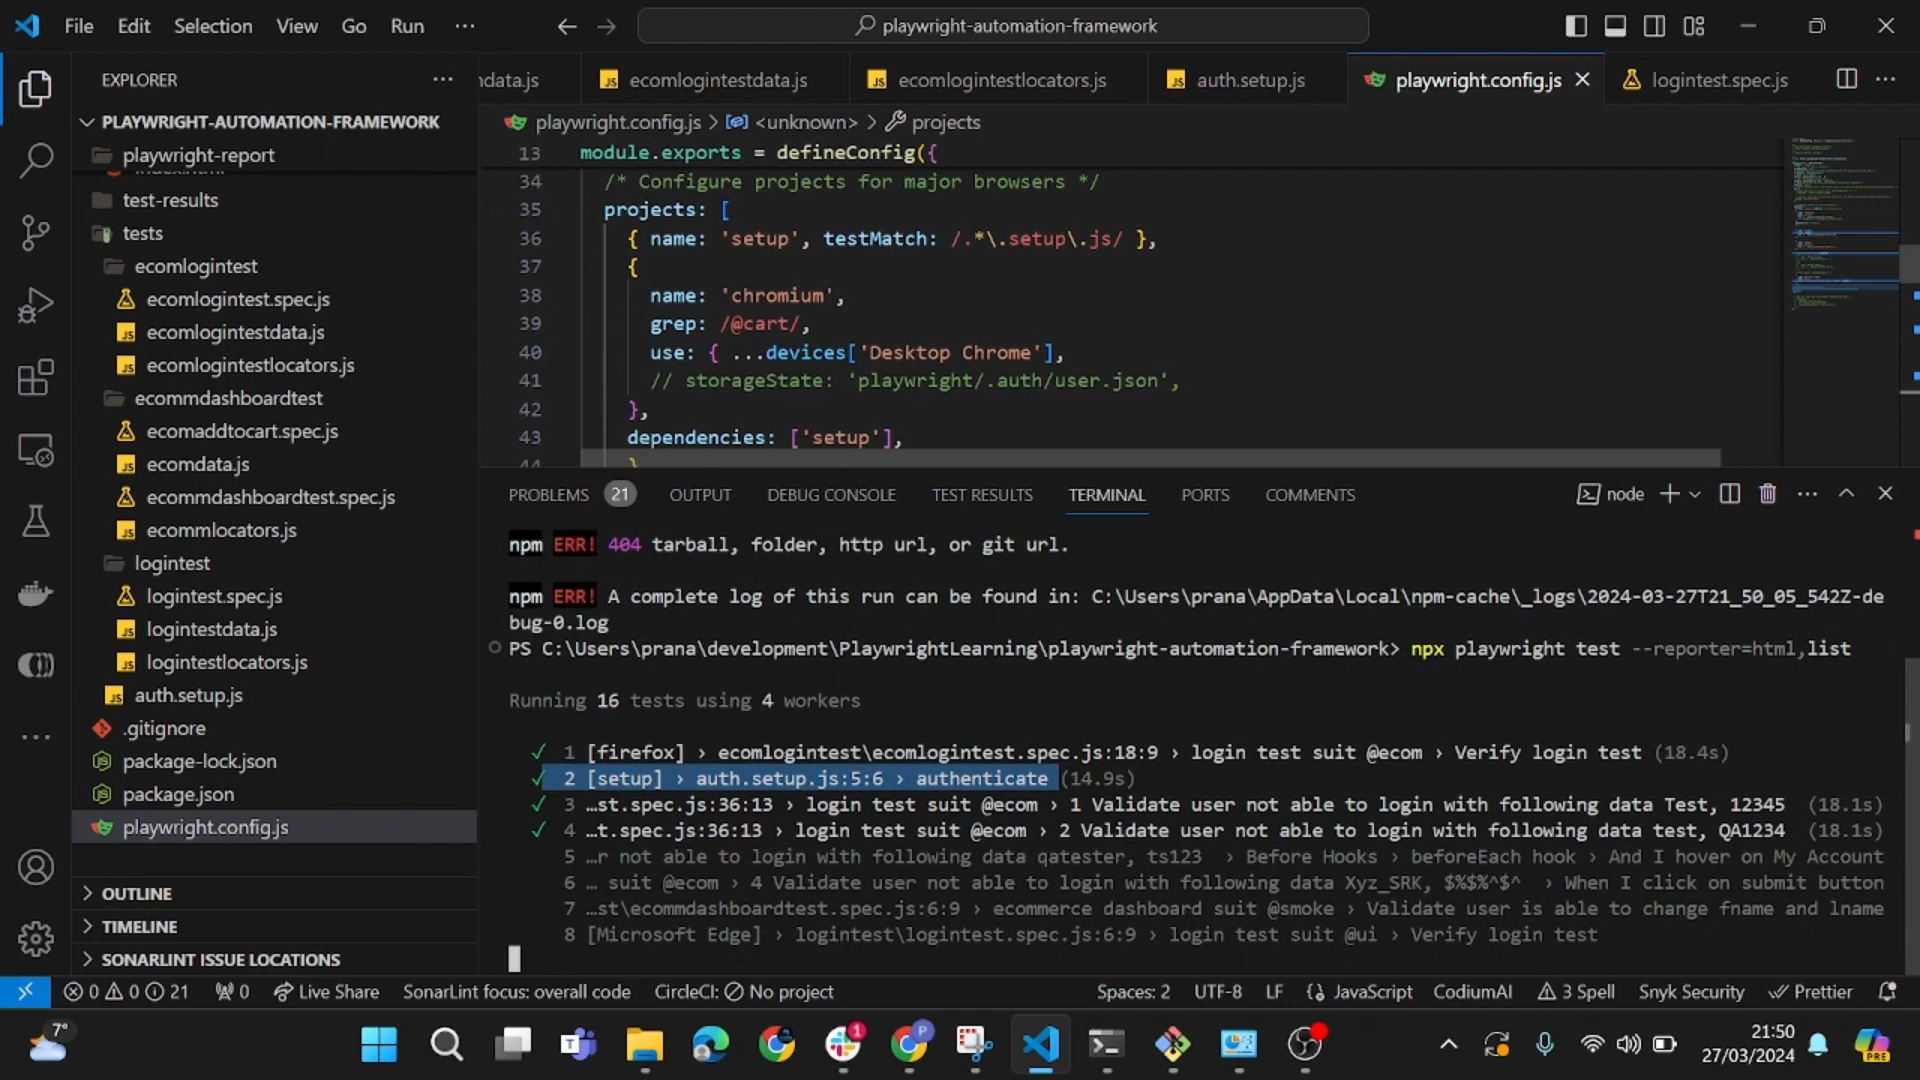 File Edit Selection View Go Run ···
playwright-automation-framework
EXPLORER
PLAYWRIGHT-AUTOMATION-FRAMEWORK
playwright-report
test-results
tests
ecomlogintest
ecomlogintest.spec.js
ecomlogintestdata.js
ecomlogintestlocators.js
ecommdashboardtest
ecomaddtocart.spec.js
ecomdata.js
ecommdashboardtest.spec.js
ecommlocators.js
logintest
logintest.spec.js
logintestdata.js
logintestlocators.js
auth.setup.js
.gitignore
package-lock.json
package.json
playwright.config.js
OUTLINE
TIMELINE
SONARLINT ISSUE LOCATIONS
ndata.js ecomlogintestdata.js ecomlogintestlocators.js auth.setup.js playwright.config.js logintest.spec.js
playwright.config.js > <unknown> > projects
13 module.exports = defineConfig({
34 /* Configure projects for major browsers */
35 projects: [
36 { name: 'setup', testMatch: /.*\.setup\.js/ },
37 {
38 name: 'chromium',
39 grep: /@cart/,
40 use: { ...devices['Desktop Chrome'],
41 // storageState: 'playwright/.auth/user.json',
42 },
43 dependencies: ['setup'],
44 }
PROBLEMS 21 OUTPUT DEBUG CONSOLE TEST RESULTS TERMINAL PORTS COMMENTS node
npm ERR! 404 tarball, folder, http url, or git url.
npm ERR! A complete log of this run can be found in: C:\Users\prana\AppData\Local\npm-cache\_logs\2024-03-27T21_50_05_542Z-de
bug-0.log
PS C:\Users\prana\development\PlaywrightLearning\playwright-automation-framework> npx playwright test --reporter=html,list
Running 16 tests using 4 workers
✓ 1 [firefox] › ecomlogintest\ecomlogintest.spec.js:18:9 › login test suit @ecom › Verify login test (18.4s)
✓ 2 [setup] › auth.setup.js:5:6 › authenticate (14.9s)
✓ 3 …st.spec.js:36:13 › login test suit @ecom › 1 Validate user not able to login with following data Test, 12345 (18.1s)
✓ 4 …t.spec.js:36:13 › login test suit @ecom › 2 Validate user not able to login with following data test, QA1234 (18.1s)
5 …r not able to login with following data qatester, ts123 › Before Hooks › beforeEach hook › And I hover on My Account
6 … suit @ecom › 4 Validate user not able to login with following data Xyz_SRK, $%$%^$^ › When I click on submit button
7 …st\ecommdashboardtest.spec.js:6:9 › ecommerce dashboard suit @smoke › Validate user is able to change fname and lname
8 [Microsoft Edge] › logintest\logintest.spec.js:6:9 › login test suit @ui › Verify login test
0 0 21 0 Live Share SonarLint focus: overall code CircleCI: No project Spaces: 2 UTF-8 LF JavaScript CodiumAI 3 Spell Snyk Security Prettier
7°
1
P
PRE
21:50
27/03/2024